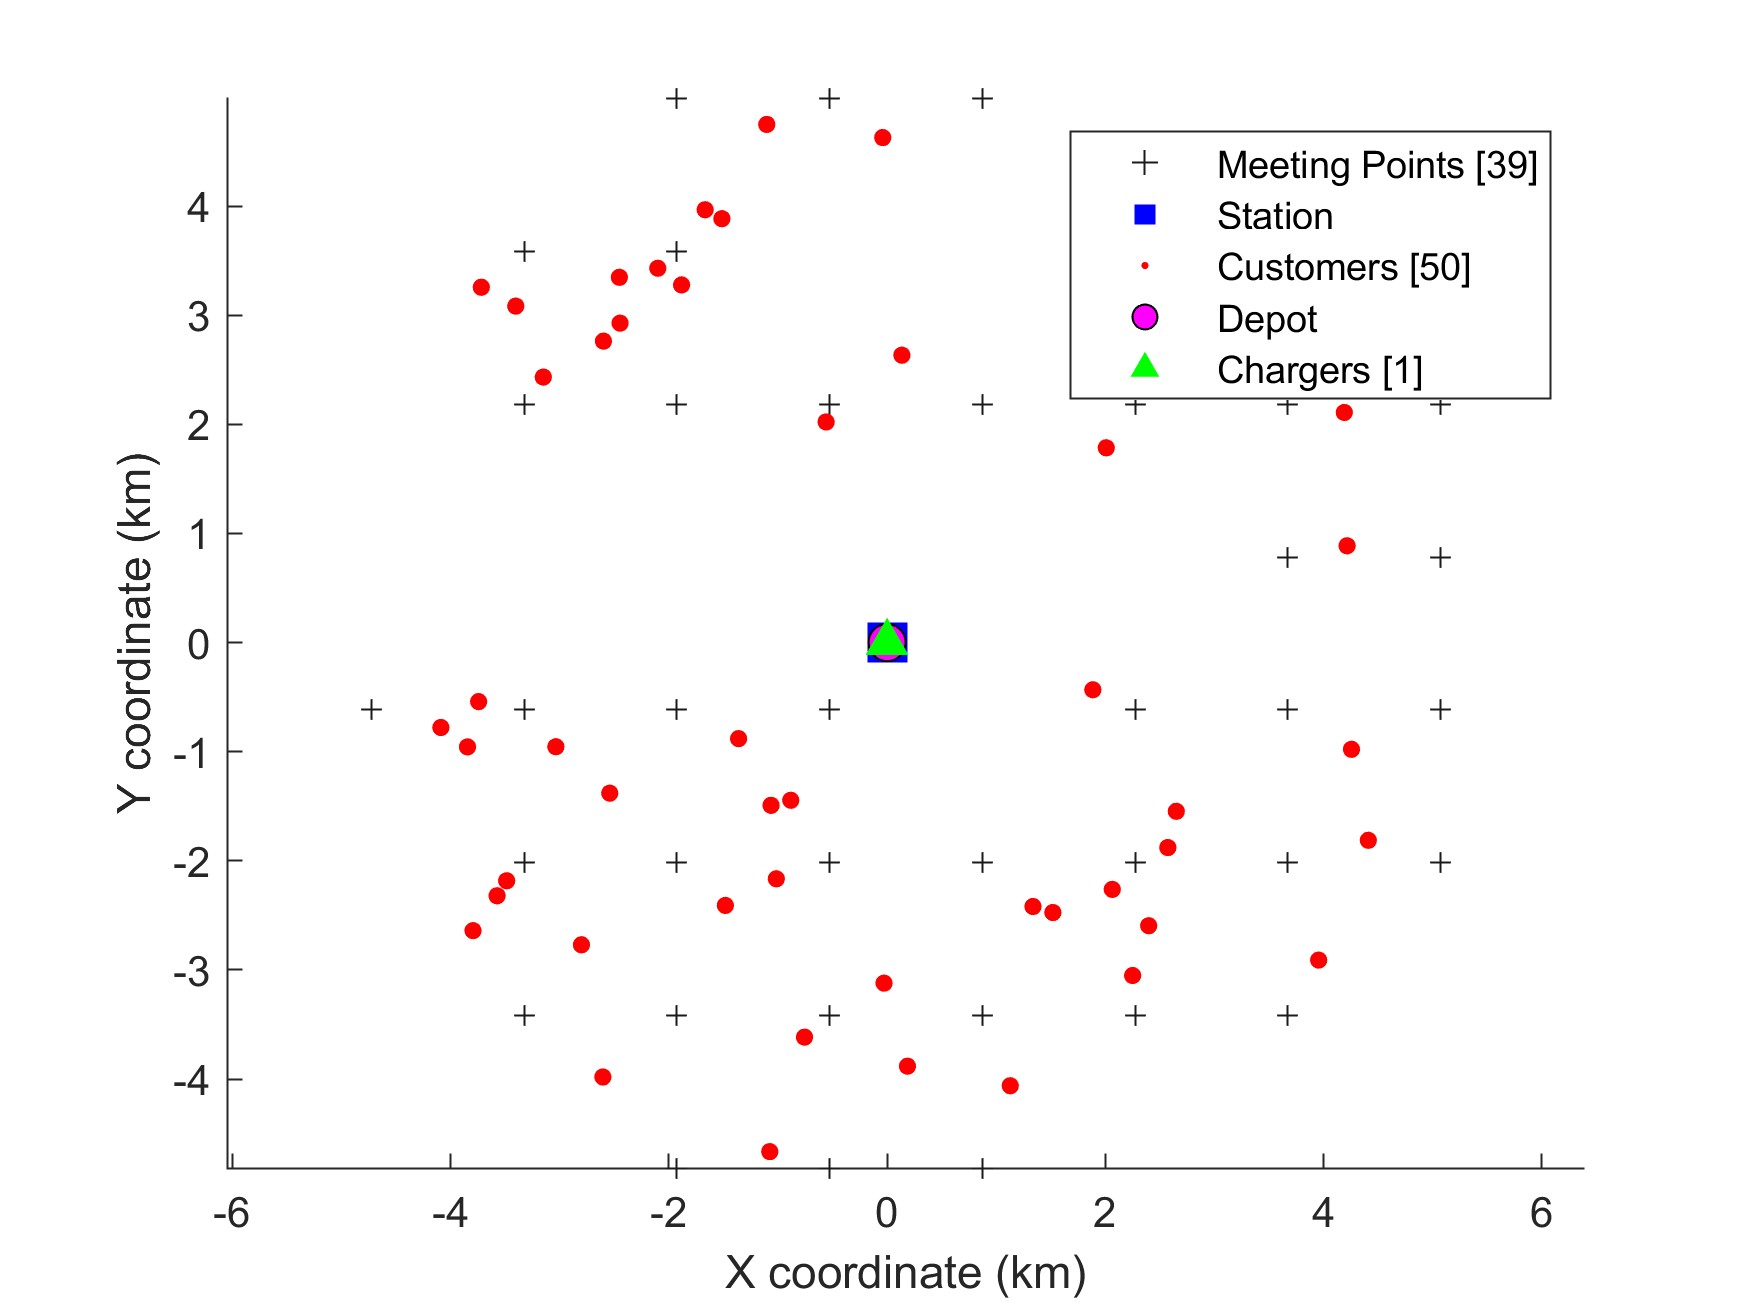 Meeting Points [39]
Station
Customers [50]
Depot
Chargers [1]
4
3
2
1
0
-1
-2
-3
-4
Y coordinate (km)
-6 -4 -2 0 2 4 6
X coordinate (km)